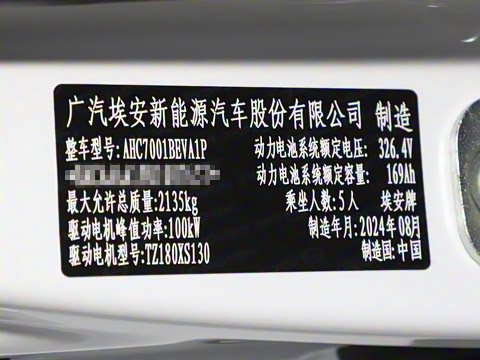 广汽埃安新能源汽车股份有限公司 制造
整车型号:AHC7001BEVA1P 动力电池系统额定电压: 326.4V
动力电池系统额定容量: 169Ah
最大允许总质量:2135kg 乘坐人数:5人 埃安牌
驱动电机峰值功率:100kW 制造年月:2024年08月
驱动电机型号:TZ180XS130 制造国:中国